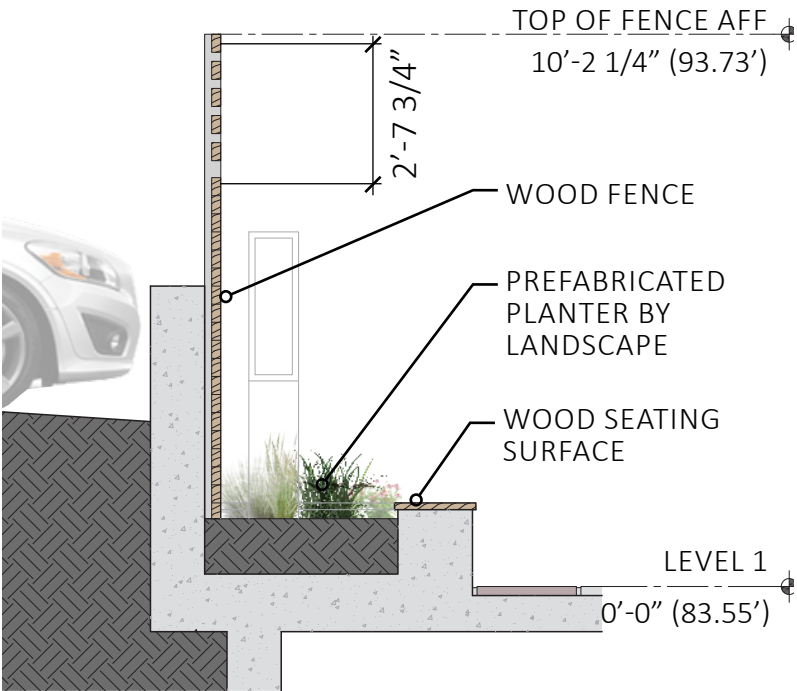 TOP OF FENCE AFF
10’-2 1/4” (93.73’)
2’-7 3/4”
WOOD FENCE
PREFABRICATED
PLANTER BY
LANDSCAPE
WOOD SEATING
SURFACE
LEVEL 1
0’-0” (83.55’)